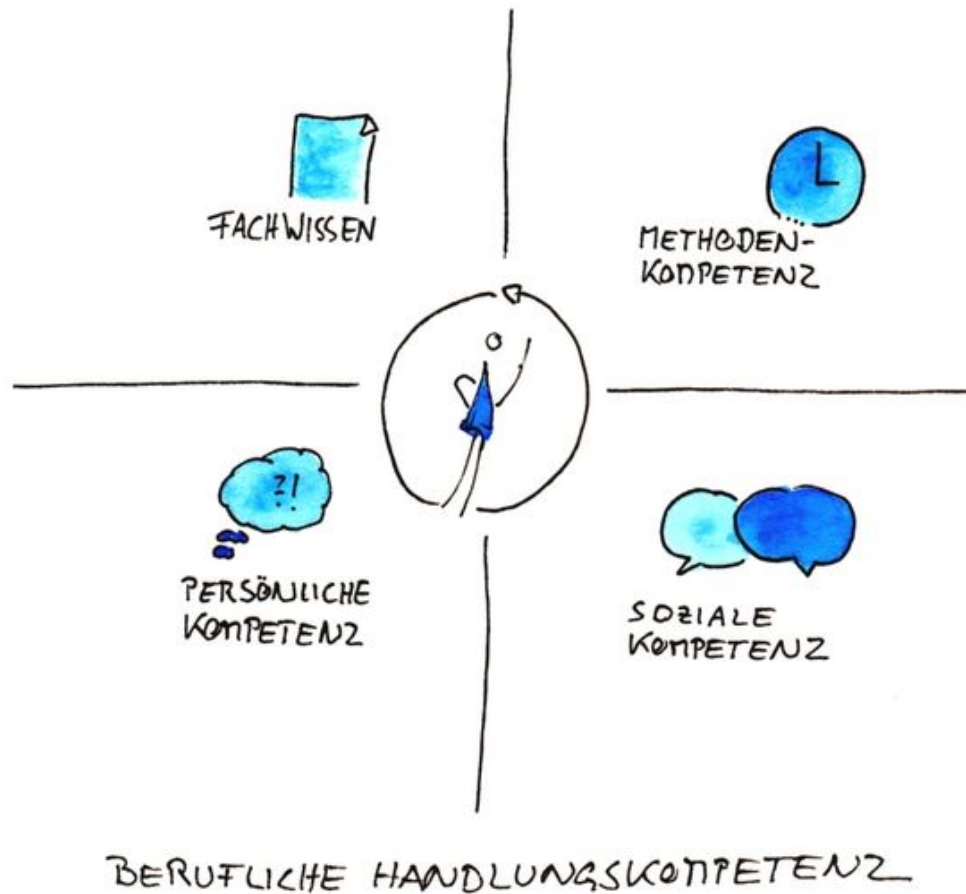 FACHWISSEN
METHODEN-
KOMPETENZ
?!
PERSÖNLICHE
KOMPETENZ
SOZIALE
KOMPETENZ
BERUFLICHE HANDLUNGSKOMPETENZ